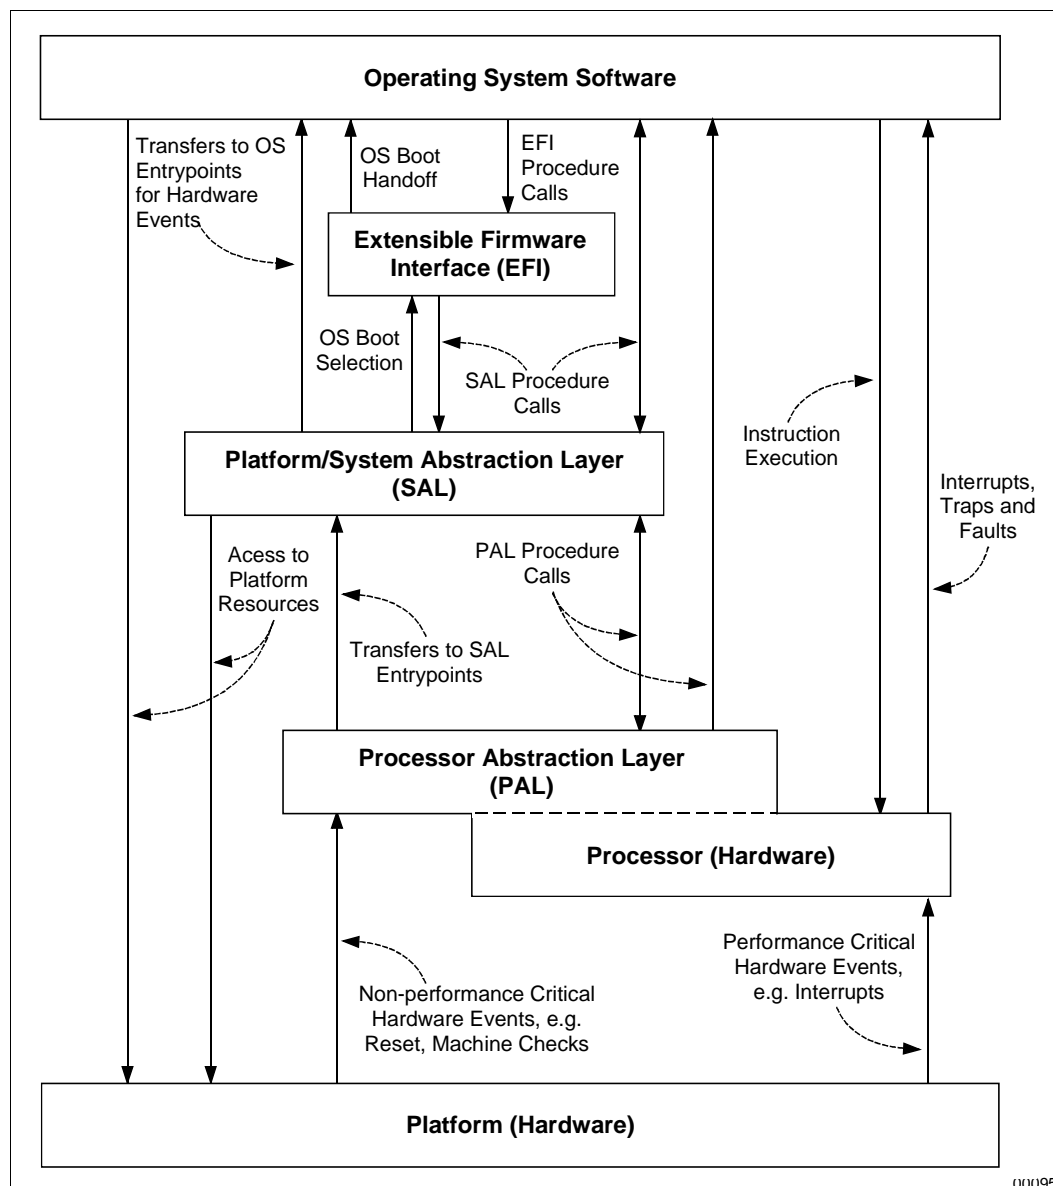 Operating System Software
Transfers to OS
Entrypoints
for Hardware
Events
OS Boot
Handoff
EFI
Procedure
Calls
Extensible Firmware
Interface (EFI)
OS Boot
Selection
SAL Procedure
Calls
Instruction
Execution
Platform/System Abstraction Layer
(SAL)
Interrupts,
Traps and
Faults
Acess to
Platform
Resources
PAL Procedure
Calls
Transfers to SAL
Entrypoints
Processor Abstraction Layer
(PAL)
Processor (Hardware)
Performance Critical
Hardware Events,
e.g. Interrupts
Non-performance Critical
Hardware Events, e.g.
Reset, Machine Checks
Platform (Hardware)